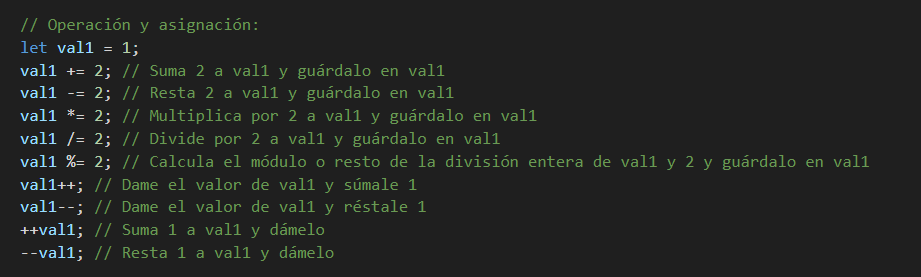 // Operación y asignación:
let val1 = 1;
val1 += 2; // Suma 2 a val1 y guárdalo en val1
val1 -= 2; // Resta 2 a val1 y guárdalo en val1
val1 *= 2; // Multiplica por 2 a val1 y guárdalo en val1
val1 /= 2; // Divide por 2 a val1 y guárdalo en val1
val1 %= 2; // Calcula el módulo o resto de la división entera de val1 y 2 y guárdalo en val1
val1++; // Dame el valor de val1 y súmale 1
val1--; // Dame el valor de val1 y réstale 1
++val1; // Suma 1 a val1 y dámelo
--val1; // Resta 1 a val1 y dámelo